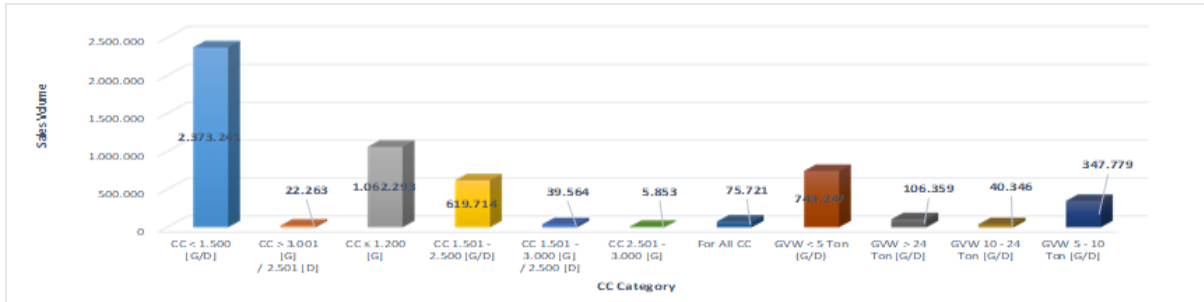 2.500.000
2.000.000
1.500.000
1.000.000
500.000
0
Sales Volume
2.373.241
22.263
1.062.293
619.714
39.564
5.853
75.721
743.247
106.359
40.346
347.779
CC < 1.500
[G/D]
CC > 3.001
[G]
/ 2.501 [D]
CC ≤ 1.200
[G]
CC 1.501 -
2.500 [G/D]
CC 1.501 -
3.000 [G]
/ 2.500 [D]
CC 2.501 -
3.000 [G]
For All CC
GVW < 5 Ton
(G/D)
GVW > 24
Ton [G/D]
GVW 10 - 24
Ton [G/D]
GVW 5 - 10
Ton [G/D]
CC Category